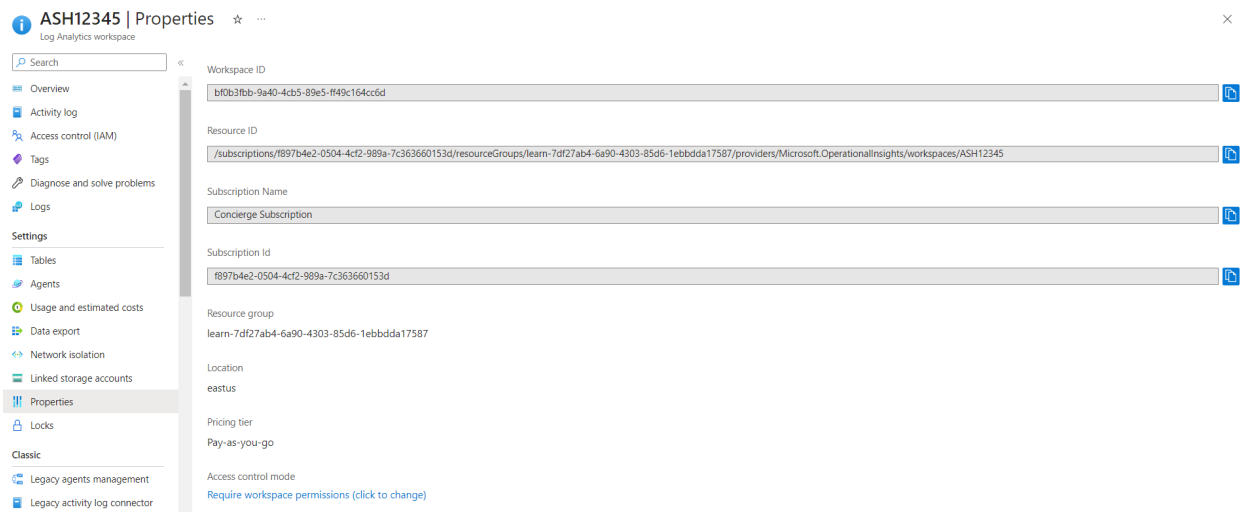 ASH12345 | Properties
Log Analytics workspace
Search
Overview
Activity log
Access control (IAM)
Tags
Diagnose and solve problems
Logs
Settings
Tables
Agents
Usage and estimated costs
Data export
Network isolation
Linked storage accounts
Properties
Locks
Classic
Legacy agents management
Legacy activity log connector
Workspace ID
bf0b3fbb-9a40-4cb5-89e5-ff49c164cc6d
Resource ID
/subscriptions/f897b4e2-0504-4cf2-989a-7c363660153d/resourceGroups/learn-7df27ab4-6a90-4303-85d6-1ebbdda17587/providers/Microsoft.OperationalInsights/workspaces/ASH12345
Subscription Name
Concierge Subscription
Subscription Id
f897b4e2-0504-4cf2-989a-7c363660153d
Resource group
learn-7df27ab4-6a90-4303-85d6-1ebbdda17587
Location
eastus
Pricing tier
Pay-as-you-go
Access control mode
Require workspace permissions (click to change)